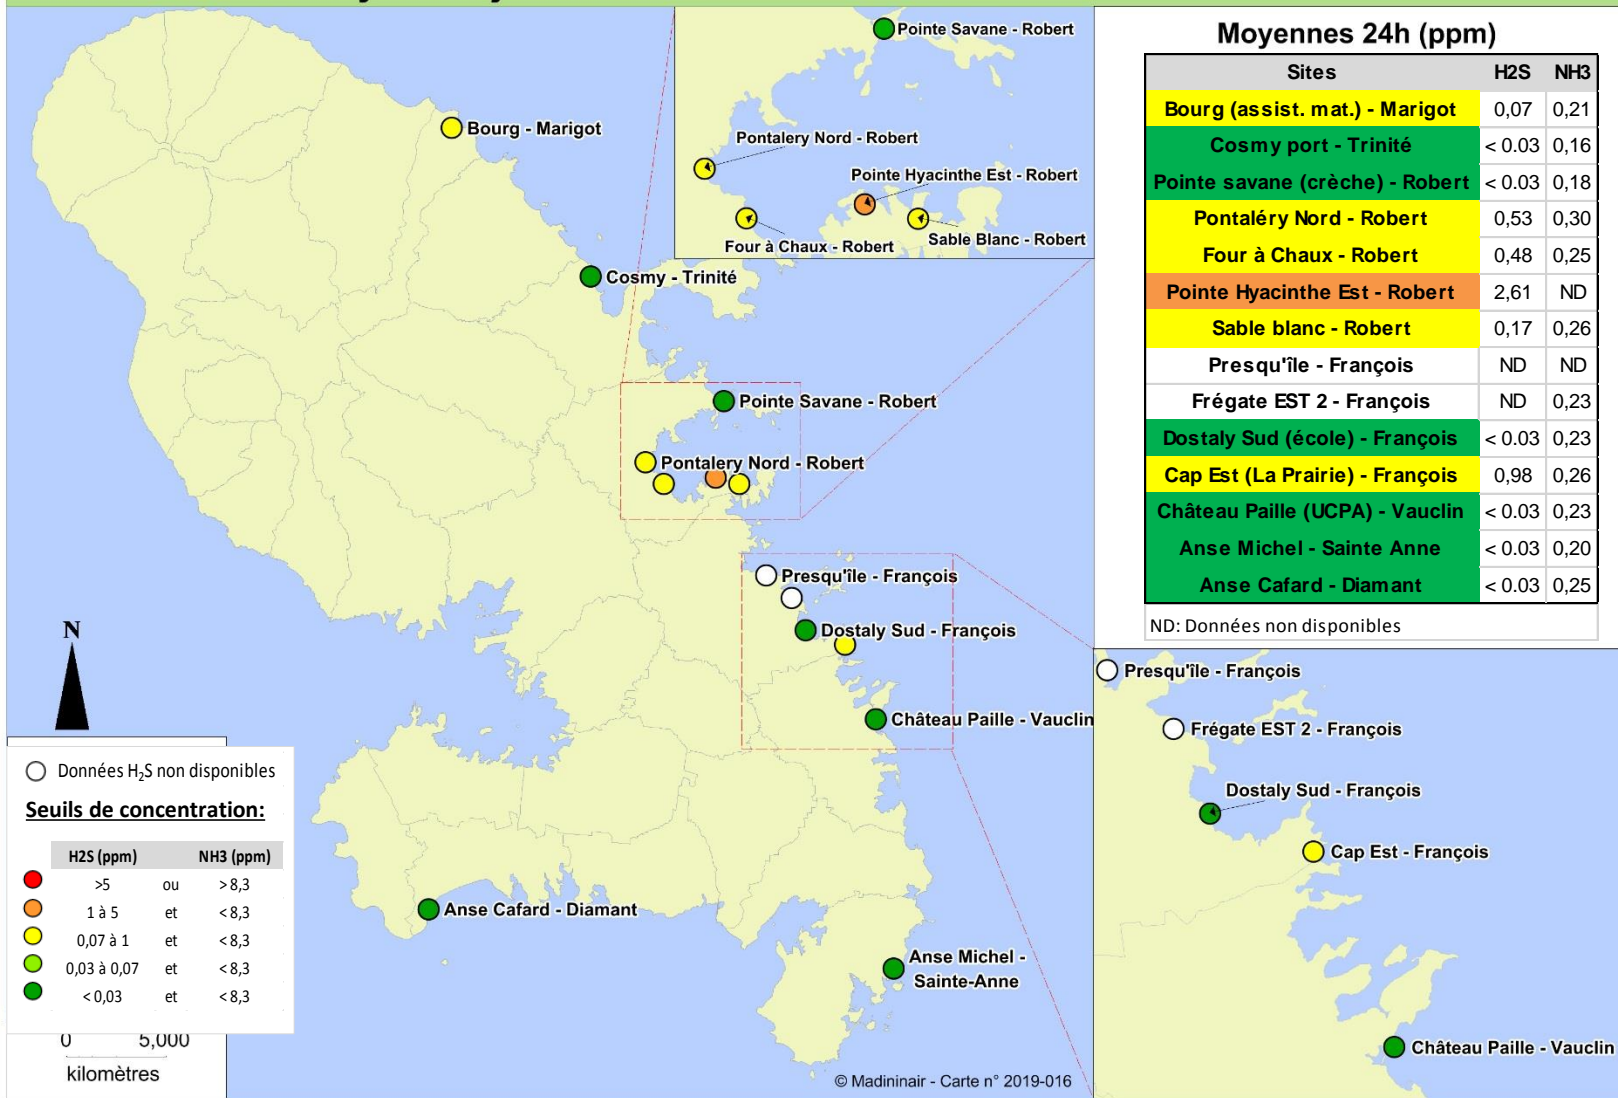 Pointe Savane - Robert
Pontalery Nord - Robert
Pointe Hyacinthe Est - Robert
Four à Chaux - Robert
Sable Blanc - Robert
Bourg - Marigot
Cosmy - Trinité
Pointe Savane - Robert
Pontalery Nord - Robert
Presqu'île - François
Dostaly Sud - François
Château Paille - Vauclin
Anse Cafard - Diamant
Anse Michel -
Sainte-Anne
N
Moyennes 24h (ppm)
Sites H2S NH3
Bourg (assist. mat.) - Marigot 0,07 0,21
Cosmy port - Trinité < 0.03 0,16
Pointe savane (crèche) - Robert < 0.03 0,18
Pontaléry Nord - Robert 0,53 0,30
Four à Chaux - Robert 0,48 0,25
Pointe Hyacinthe Est - Robert 2,61 ND
Sable blanc - Robert 0,17 0,26
Presqu'île - François ND ND
Frégate EST 2 - François ND 0,23
Dostaly Sud (école) - François < 0.03 0,23
Cap Est (La Prairie) - François 0,98 0,26
Château Paille (UCPA) - Vauclin < 0.03 0,23
Anse Michel - Sainte Anne < 0.03 0,20
Anse Cafard - Diamant < 0.03 0,25
ND: Données non disponibles
Presqu'île - François
Frégate EST 2 - François
Dostaly Sud - François
Cap Est - François
Château Paille - Vauclin
Données H₂S non disponibles
Seuils de concentration:
H2S (ppm) NH3 (ppm)
>5 ou > 8,3
1 à 5 et < 8,3
0,07 à 1 et < 8,3
0,03 à 0,07 et < 8,3
< 0,03 et < 8,3
0 5,000
kilomètres
© Madininair - Carte n° 2019-016